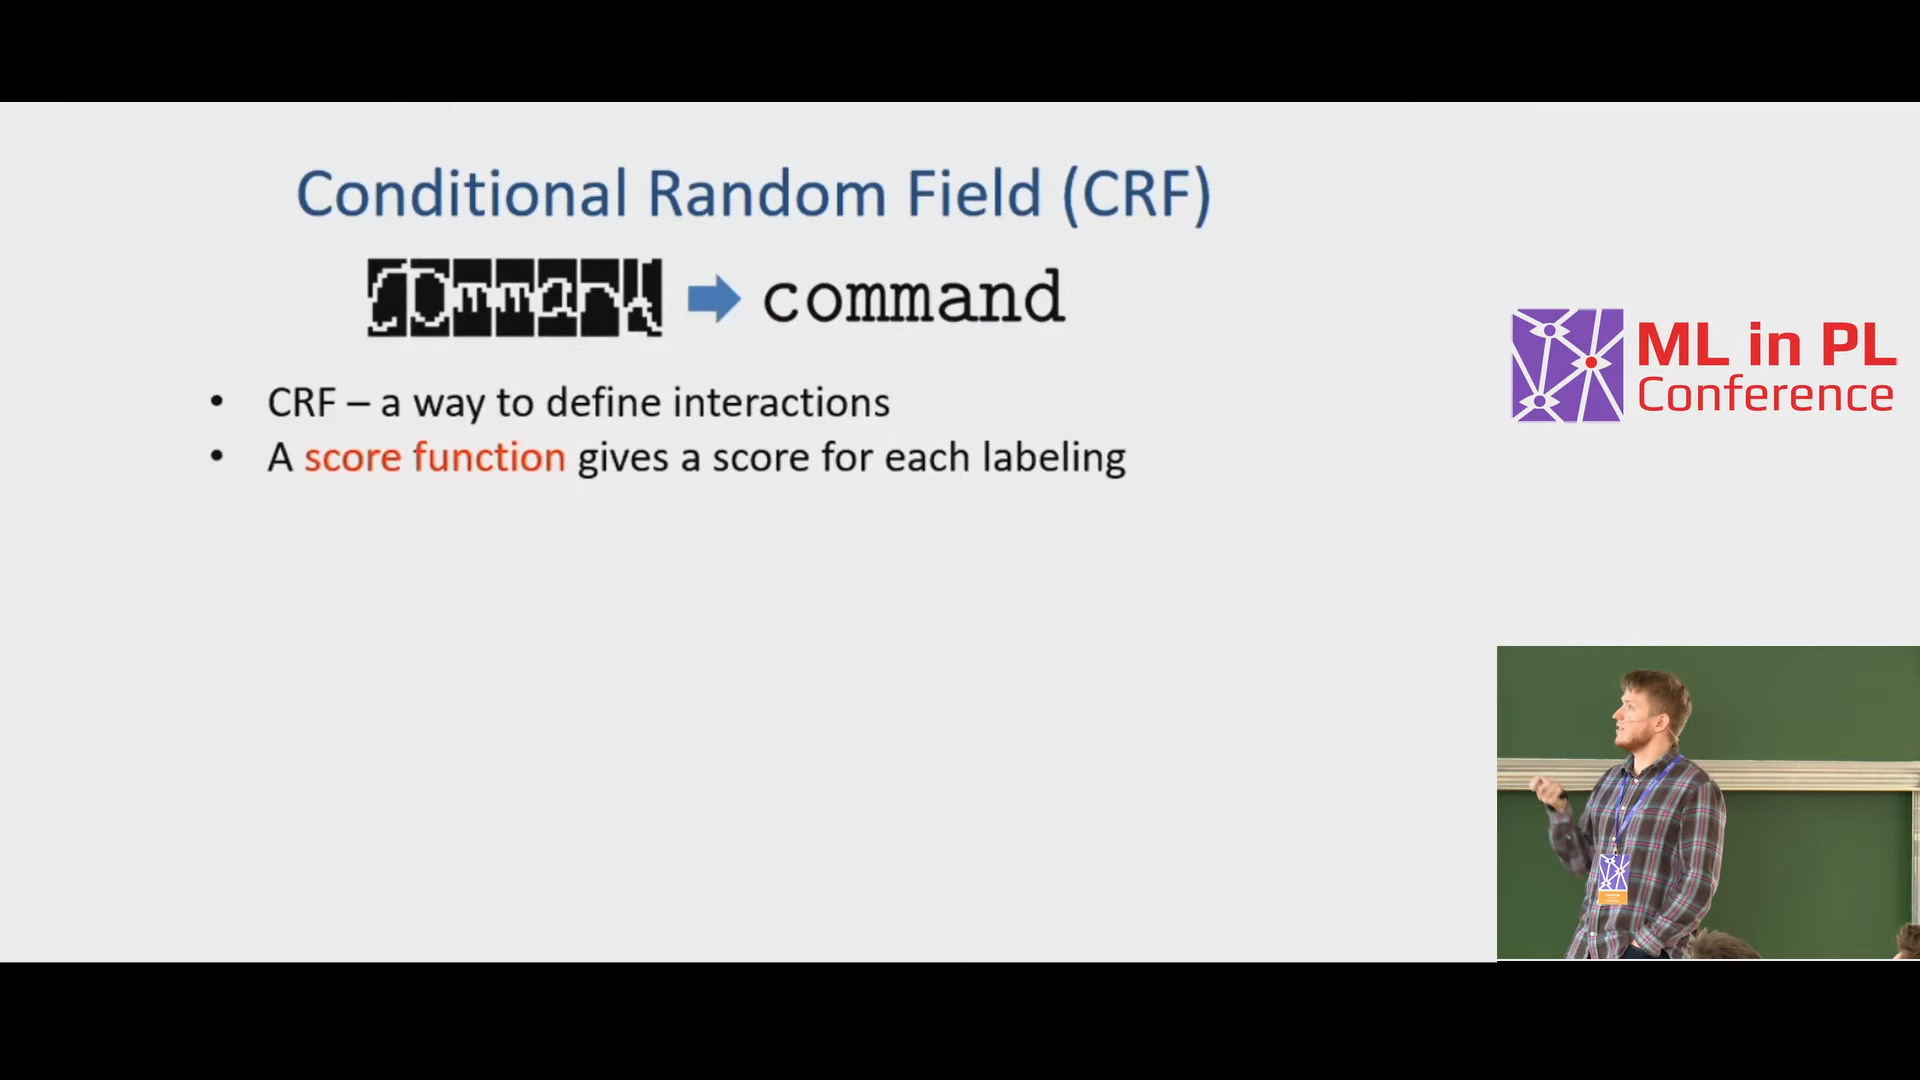 Conditional Random Field (CRF)
command command
• CRF – a way to define interactions
• A score function gives a score for each labeling
ML in PL
Conference